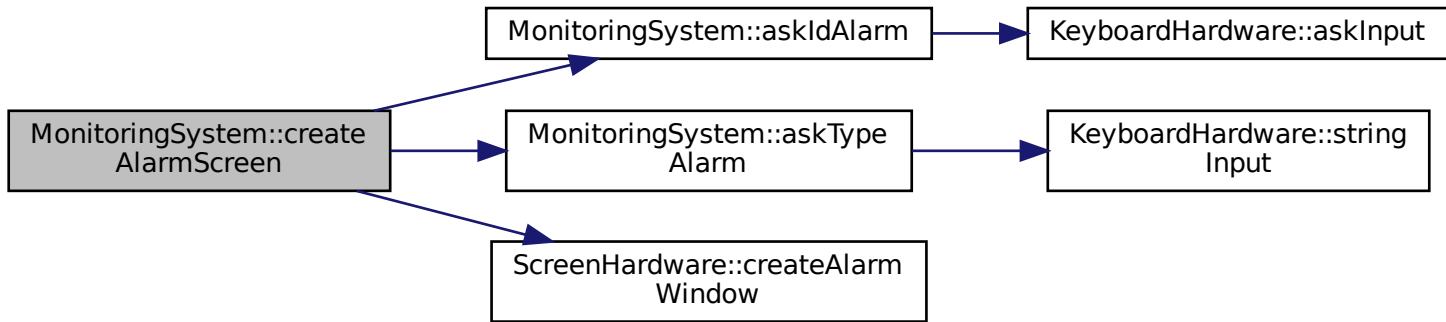 MonitoringSystem::askIdAlarm
KeyboardHardware::askInput
MonitoringSystem::create
AlarmScreen
MonitoringSystem::askType
Alarm
KeyboardHardware::string
Input
ScreenHardware::createAlarm
Window